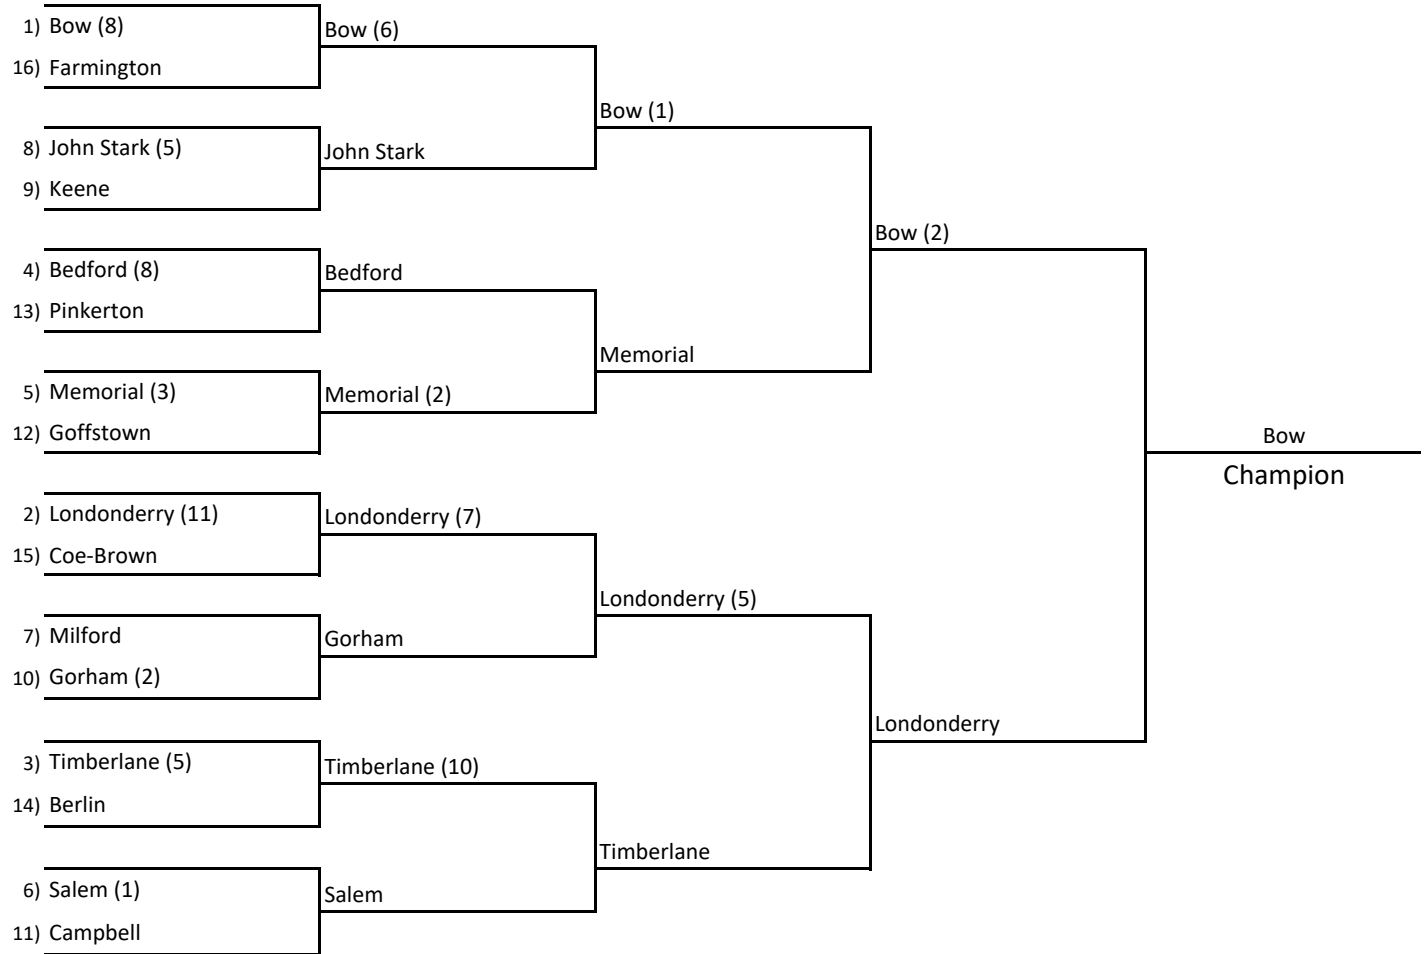 1) Bow (8)
16) Farmington
8) John Stark (5)
9) Keene
4) Bedford (8)
13) Pinkerton
5) Memorial (3)
12) Goffstown
2) Londonderry (11)
15) Coe-Brown
7) Milford
10) Gorham (2)
3) Timberlane (5)
14) Berlin
6) Salem (1)
11) Campbell
Bow (6)
John Stark
Bedford
Memorial (2)
Londonderry (7)
Gorham
Timberlane (10)
Salem
Bow (1)
Memorial
Londonderry (5)
Timberlane
Bow (2)
Londonderry
Bow
Champion